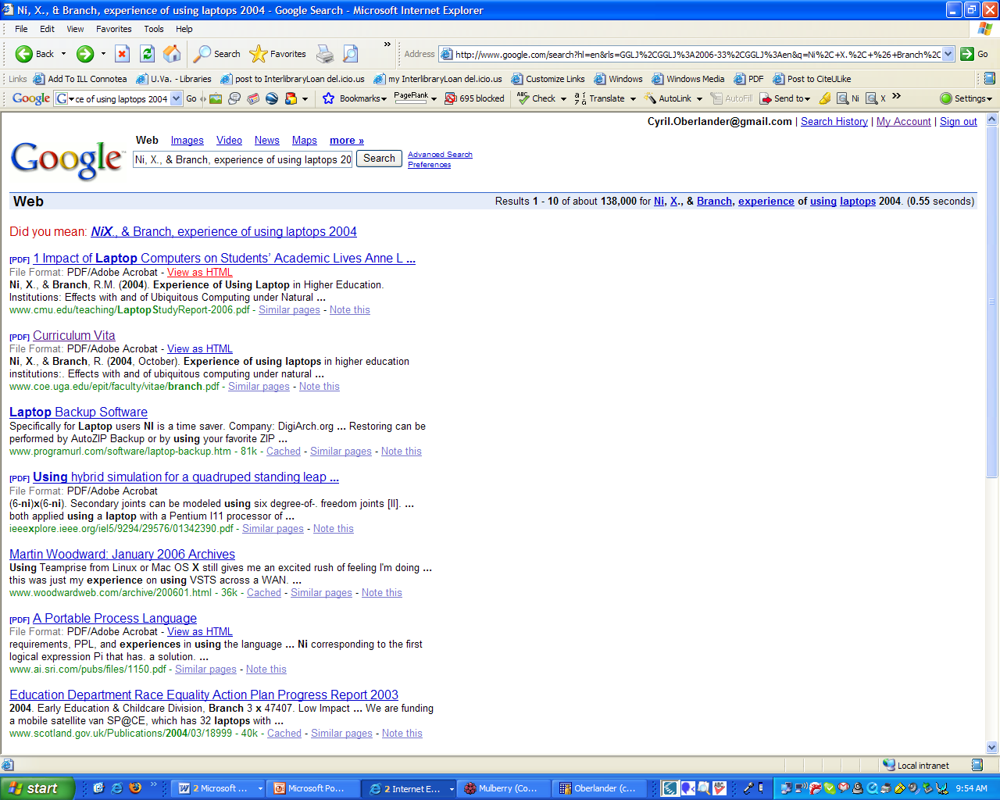 Ni, X., & Branch, experience of using laptops 2004 - Google Search - Microsoft Internet Explorer
File Edit View Favorites Tools Help
Back Search Favorites » Address http://www.google.com/search?hl=en&rls=GGLJ%2CGGLJ%3A2006-33%2CGGLJ%3Aen&q=Ni%2C+X.%2C+%26+Branch%2C Go
Links Add To ILL Connotea U.Va. - Libraries post to InterlibraryLoan del.icio.us my InterlibraryLoan del.icio.us Customize Links Windows Windows Media PDF Post to CiteULike
Google G ce of using laptops 2004 Go Bookmarks PageRank 695 blocked ABC Check Translate AutoLink AutoFill Send to Ni X » Settings
Cyril.Oberlander@gmail.com | Search History | My Account | Sign out
Web Images Video News Maps more »
Google™ Ni, X., & Branch, experience of using laptops 20 Search Advanced Search
Preferences
Web Results 1 - 10 of about 138,000 for Ni, X., & Branch, experience of using laptops 2004. (0.55 seconds)
Did you mean: NiX., & Branch, experience of using laptops 2004
[PDF] 1 Impact of Laptop Computers on Students' Academic Lives Anne L ...
File Format: PDF/Adobe Acrobat - View as HTML
Ni, X., & Branch, R.M. (2004). Experience of Using Laptop in Higher Education.
Institutions: Effects with and of Ubiquitous Computing under Natural ...
www.cmu.edu/teaching/LaptopStudyReport-2006.pdf - Similar pages - Note this
[PDF] Curriculum Vita
File Format: PDF/Adobe Acrobat - View as HTML
Ni, X., & Branch, R. (2004, October). Experience of using laptops in higher education
institutions:. Effects with and of ubiquitous computing under natural ...
www.coe.uga.edu/epit/faculty/vitae/branch.pdf - Similar pages - Note this
Laptop Backup Software
Specifically for Laptop users NI is a time saver. Company: DigiArch.org ... Restoring can be
performed by AutoZIP Backup or by using your favorite ZIP ...
www.programurl.com/software/laptop-backup.htm - 81k - Cached - Similar pages - Note this
[PDF] Using hybrid simulation for a quadruped standing leap ...
File Format: PDF/Adobe Acrobat
(6-ni)x(6-ni). Secondary joints can be modeled using six degree-of-. freedom joints [ll]. ...
both applied using a laptop with a Pentium I11 processor of ...
ieeexplore.ieee.org/iel5/9294/29576/01342390.pdf - Similar pages - Note this
Martin Woodward: January 2006 Archives
Using Teamprise from Linux or Mac OS X still gives me an excited rush of feeling I'm doing ...
this was just my experience on using VSTS across a WAN. ...
www.woodwardweb.com/archive/200601.html - 36k - Cached - Similar pages - Note this
[PDF] A Portable Process Language
File Format: PDF/Adobe Acrobat - View as HTML
requirements, PPL, and experiences in using the language ... Ni corresponding to the first
logical expression Pi that has. a solution. ...
www.ai.sri.com/pubs/files/1150.pdf - Similar pages - Note this
Education Department Race Equality Action Plan Progress Report 2003
2004. Early Education & Childcare Division, Branch 3 x 47407. Low Impact ... We are funding
a mobile satellite van SP@CE, which has 32 laptops with ...
www.scotland.gov.uk/Publications/2004/03/18999 - 40k - Cached - Similar pages - Note this
Local intranet
start » 2 Microsoft ... Microsoft Po... 2 Internet E... Mulberry (Co... Oberlander (c... 9:54 AM